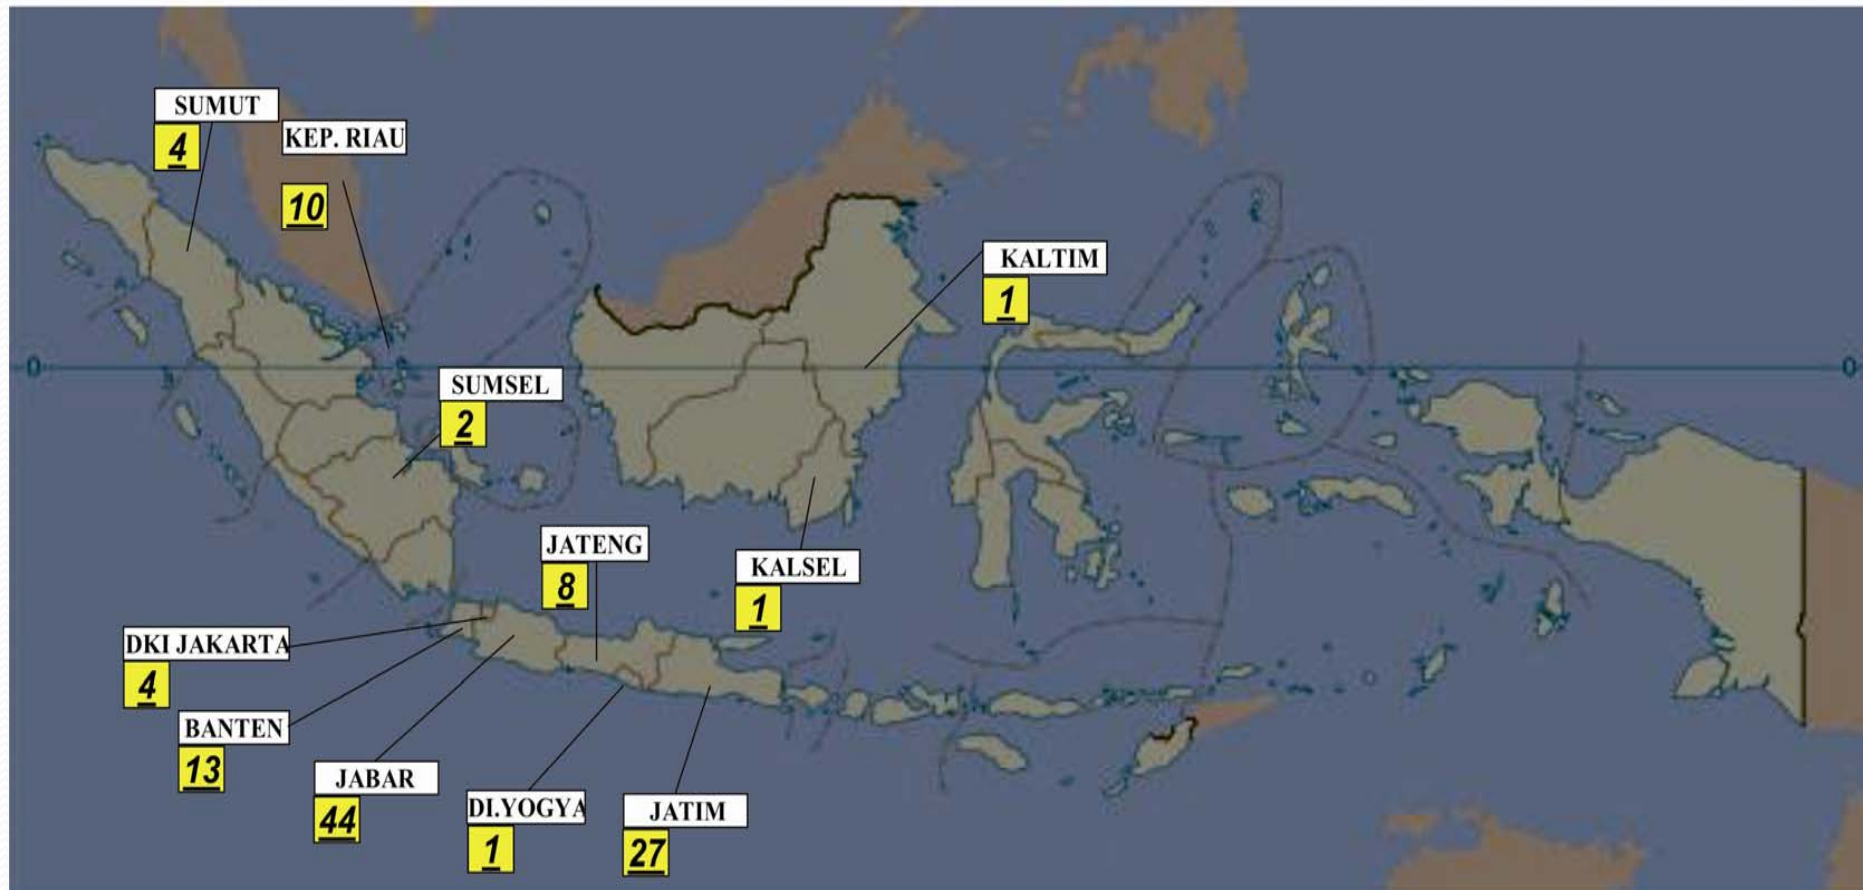 SUMUT
4
KEP. RIAU
10
KALTIM
1
0
0
SUMSEL
2
JATENG
8
KALSEL
1
DKI JAKARTA
4
BANTEN
13
JABAR
44
DI.YOGYA
1
JATIM
27